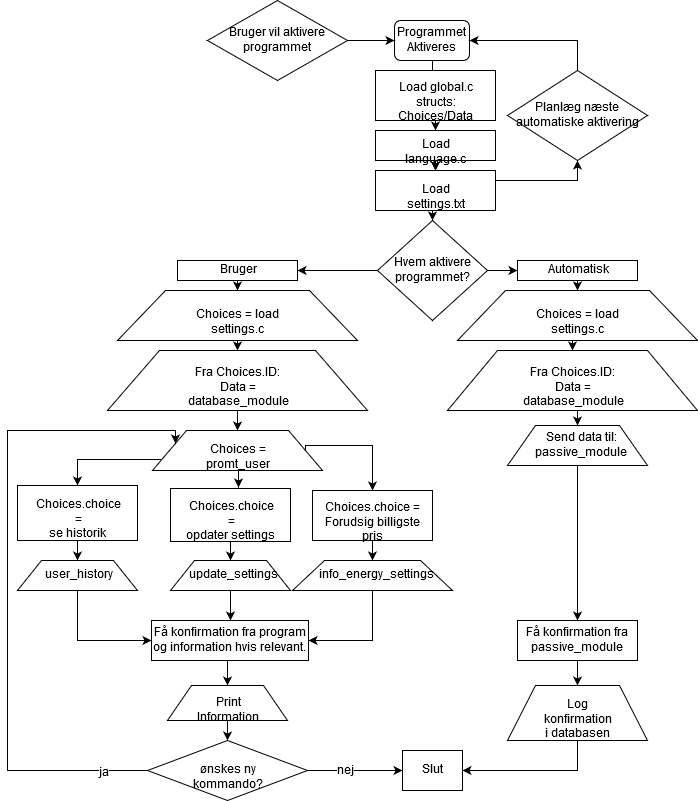 Bruger vil aktivere
programmet
Programmet
Aktiveres
Load global.c
structs:
Choices/Data
Planlæg næste
automatiske aktivering
Load
language.c
Load
settings.txt
Hvem aktivere
programmet?
Bruger
Automatisk
Choices = load
settings.c
Choices = load
settings.c
Fra Choices.ID:
Data =
database_module
Fra Choices.ID:
Data =
database_module
Choices =
promt_user
Send data til:
passive_module
Choices.choice
=
se historik
Choices.choice
=
opdater settings
Choices.choice =
Forudsig billigste
pris
user_history
update_settings
info_energy_settings
Få konfirmation fra program
og information hvis relevant.
Få konfirmation fra
passive_module
Print
Information
Log
konfirmation
i databasen
ønskes ny
kommando?
ja
nej
Slut